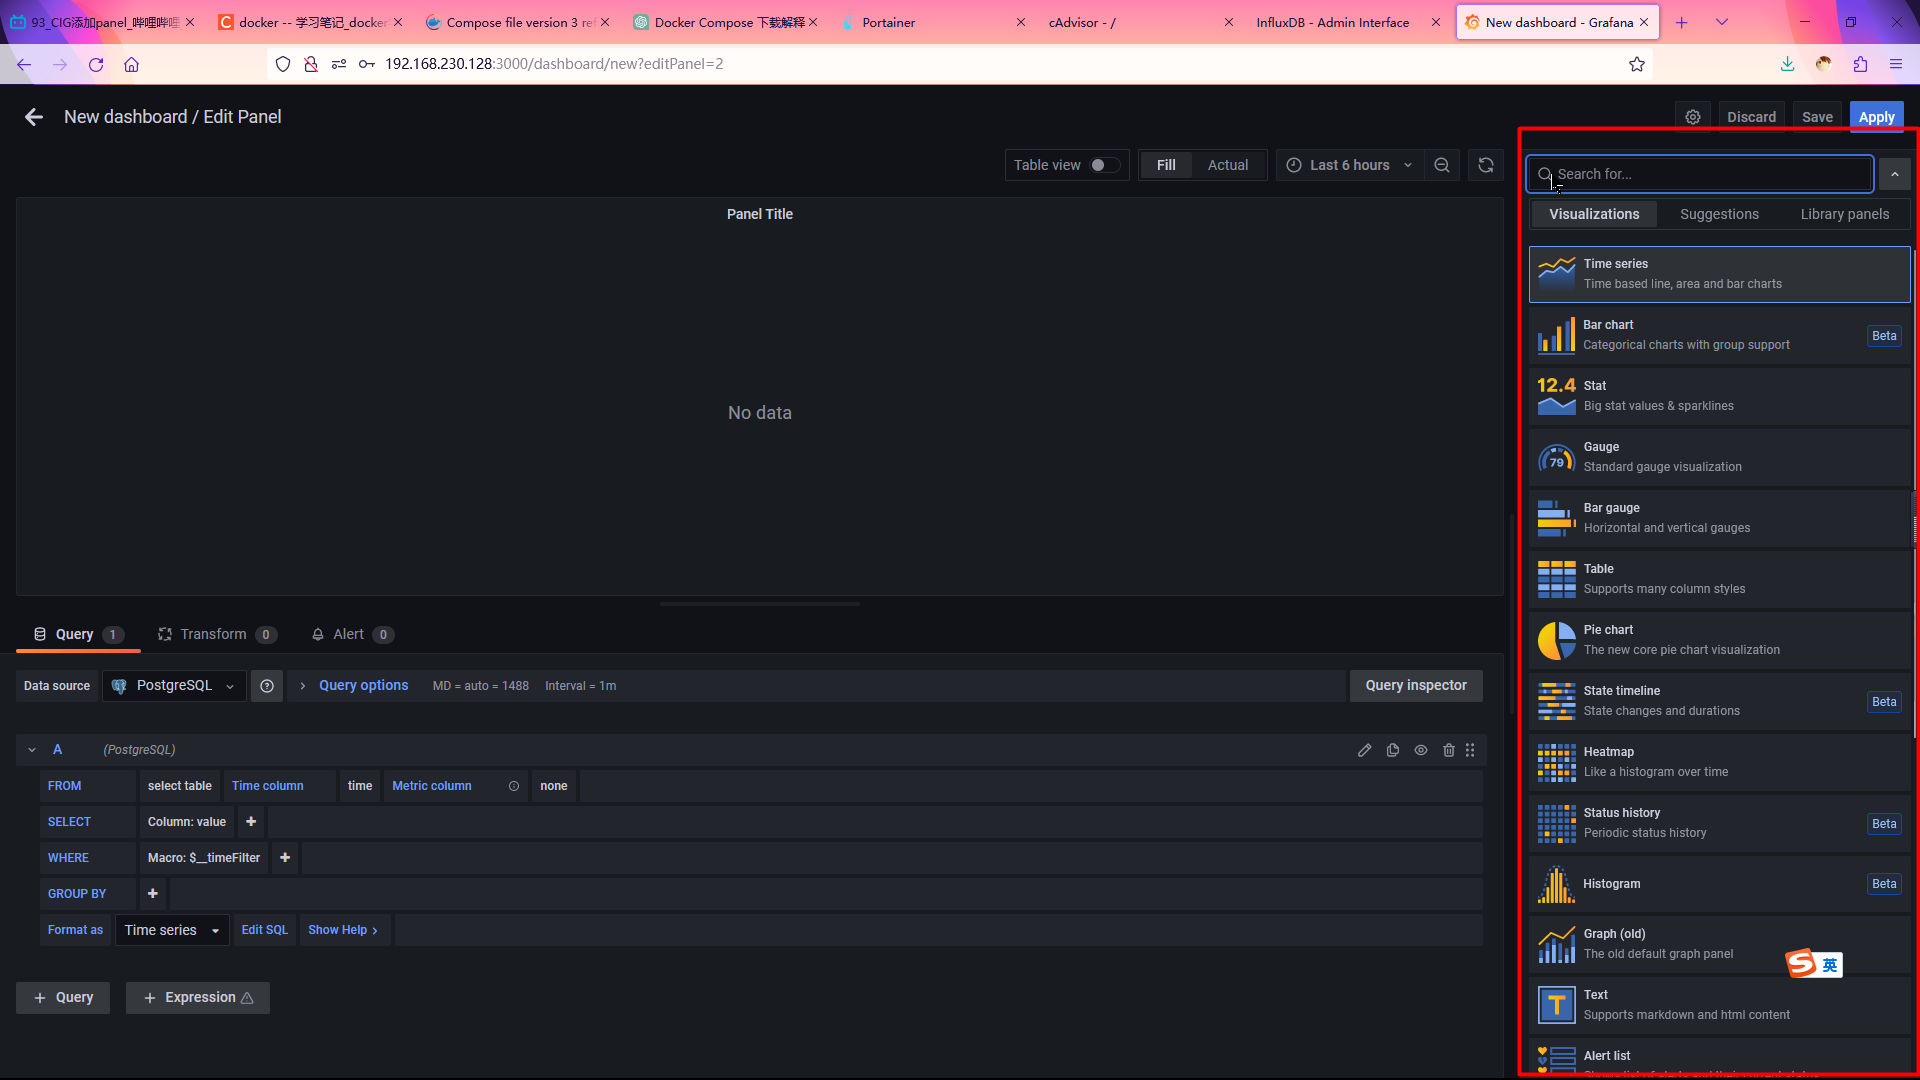 93_CIG添加panel_哔哩哔哩
docker -- 学习笔记_docker
Compose file version 3 ref
Docker Compose 下载解释
Portainer
cAdvisor - /
InfluxDB - Admin Interface
New dashboard - Grafana
192.168.230.128:3000/dashboard/new?editPanel=2
New dashboard / Edit Panel
Discard
Save
Apply
Table view
Fill
Actual
Last 6 hours
Panel Title
No data
Query 1
Transform 0
Alert 0
Data source
PostgreSQL
Query options
MD = auto = 1488
Interval = 1m
Query inspector
A
(PostgreSQL)
FROM
select table
Time column
time
Metric column
none
SELECT
Column: value
WHERE
Macro: $__timeFilter
GROUP BY
Format as
Time series
Edit SQL
Show Help
Query
Expression
Search for...
Visualizations
Suggestions
Library panels
Time series
Time based line, area and bar charts
Bar chart
Categorical charts with group support
Beta
12.4
Stat
Big stat values & sparklines
79
Gauge
Standard gauge visualization
Bar gauge
Horizontal and vertical gauges
Table
Supports many column styles
Pie chart
The new core pie chart visualization
State timeline
State changes and durations
Beta
Heatmap
Like a histogram over time
Status history
Periodic status history
Beta
Histogram
Beta
Graph (old)
The old default graph panel
S 英
T
Text
Supports markdown and html content
Alert list